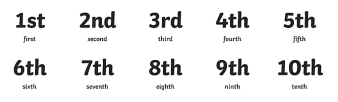 1st 2nd 3rd 4th 5th
first second third fourth fifth
6th 7th 8th 9th 10th
sixth seventh eighth ninth tenth